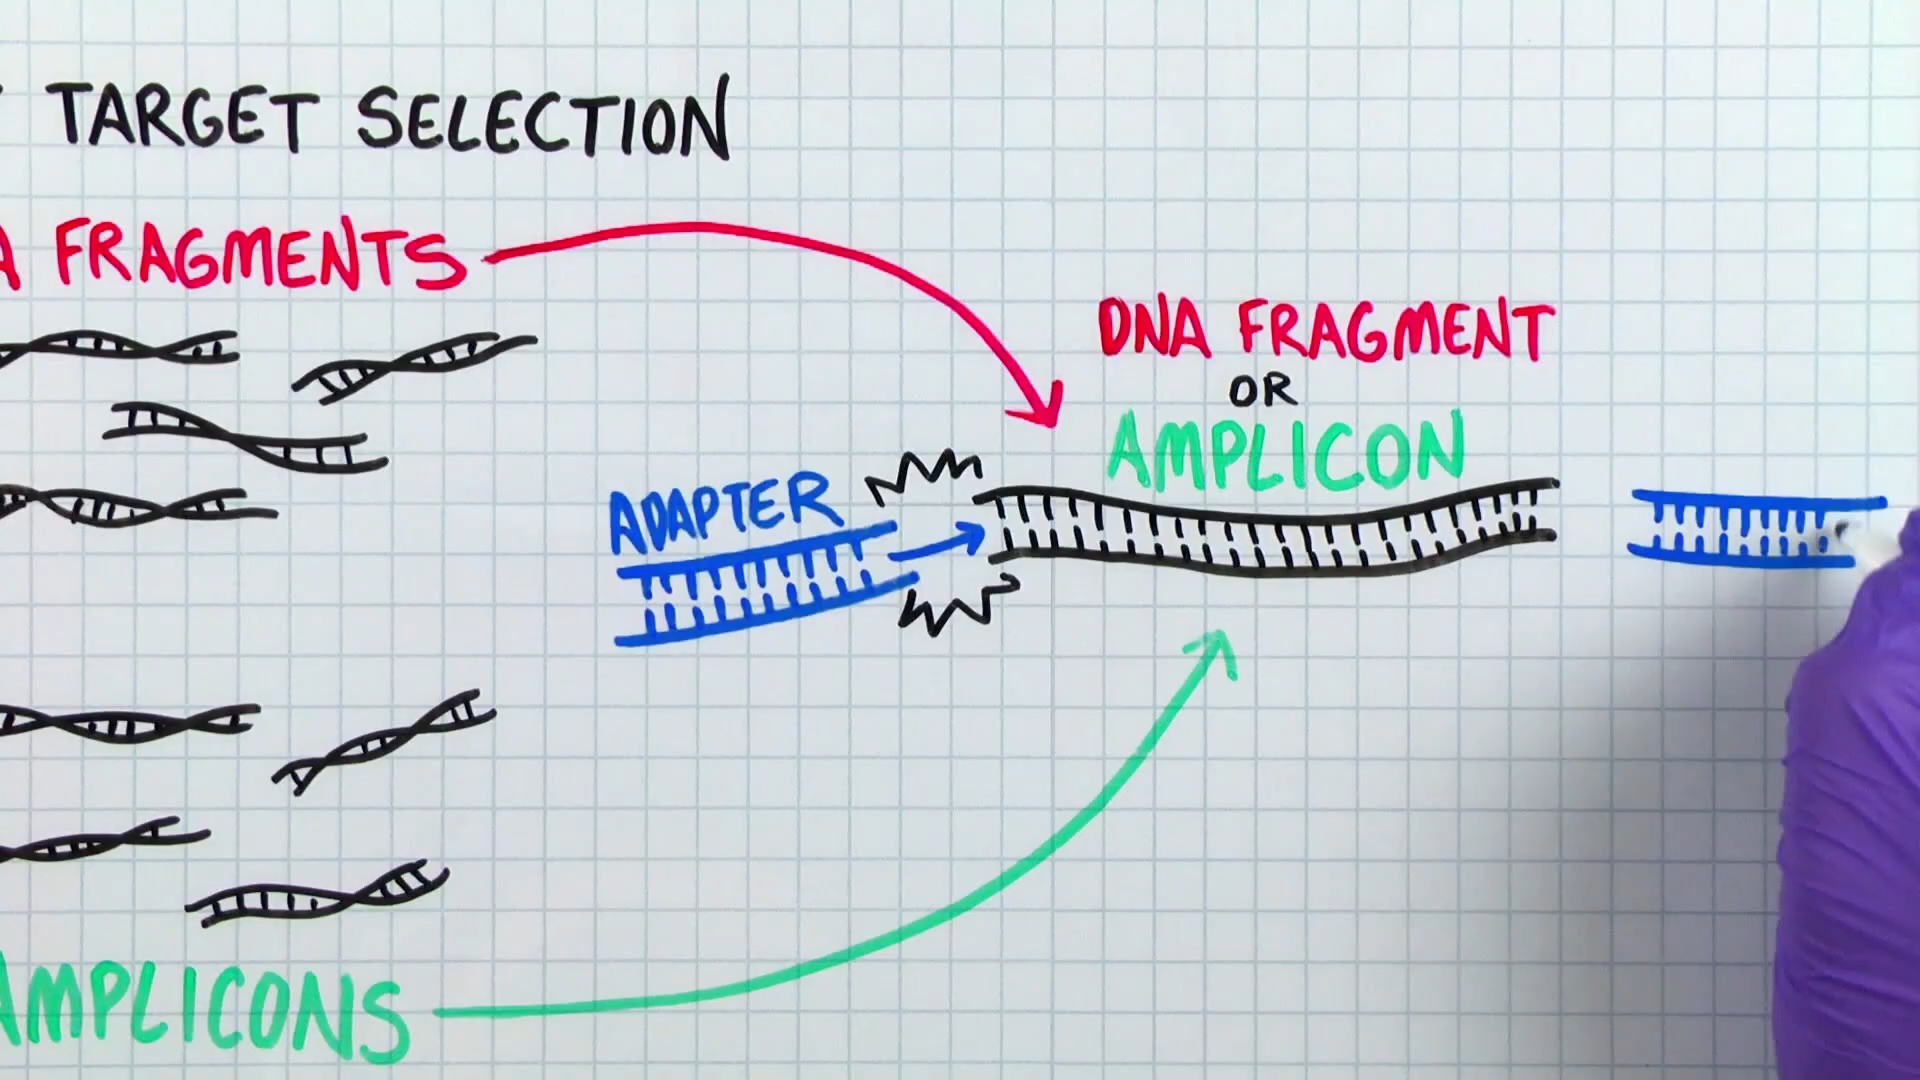 TARGET SELECTION
A FRAGMENTS
DNA FRAGMENT
OR
AMPLICON
ADAPTER
AMPLICONS